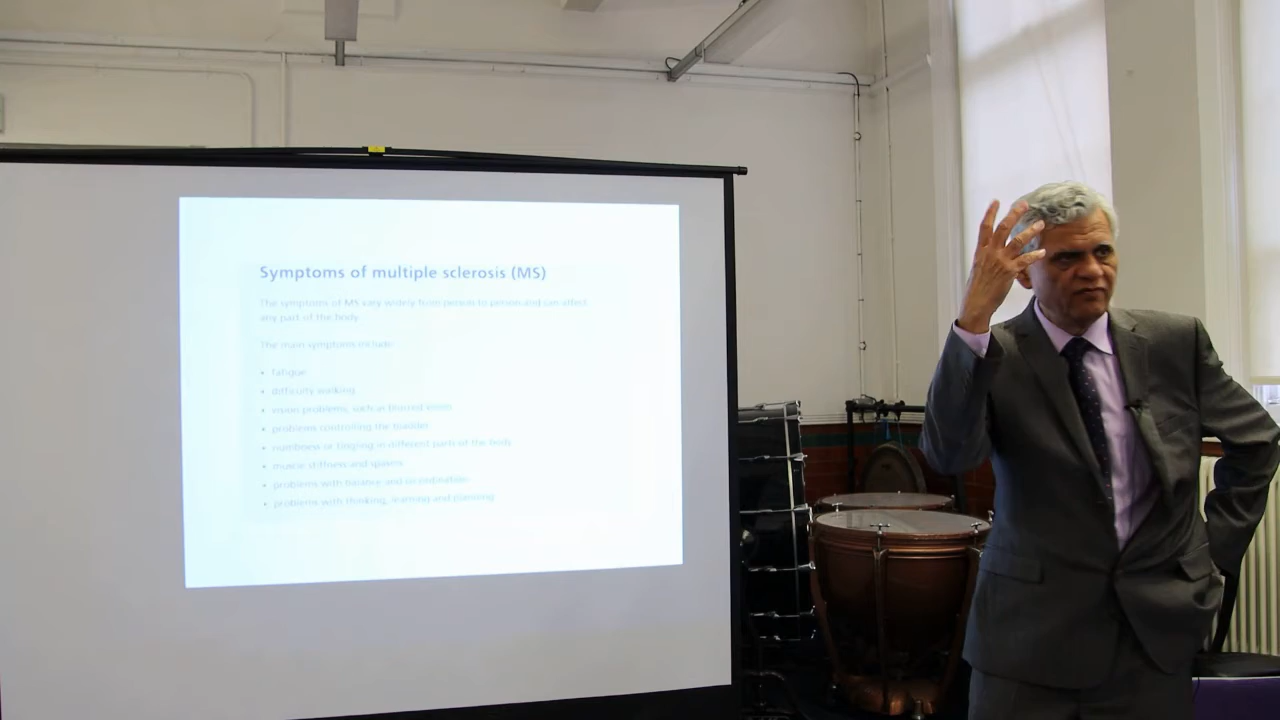 Symptoms of multiple sclerosis (MS)
The symptoms of MS vary widely from person to person and can affect
any part of the body.
The main symptoms include:
• fatigue
• difficulty walking
• vision problems, such as blurred vision
• problems controlling the bladder
• numbness or tingling in different parts of the body
• muscle stiffness and spasms
• problems with balance and co-ordination
• problems with thinking, learning and planning